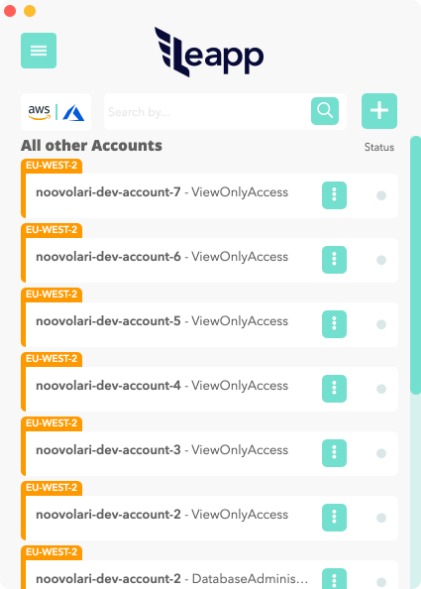 leapp
aws
Search by...
All other Accounts
Status
EU-WEST-2
noovolari-dev-account-7 - ViewOnlyAccess
EU-WEST-2
noovolari-dev-account-6 - ViewOnlyAccess
EU-WEST-2
noovolari-dev-account-5 - ViewOnlyAccess
EU-WEST-2
noovolari-dev-account-4 - ViewOnlyAccess
EU-WEST-2
noovolari-dev-account-3 - ViewOnlyAccess
EU-WEST-2
noovolari-dev-account-2 - ViewOnlyAccess
EU-WEST-2
noovolari-dev-account-2 - DatabaseAdminis...